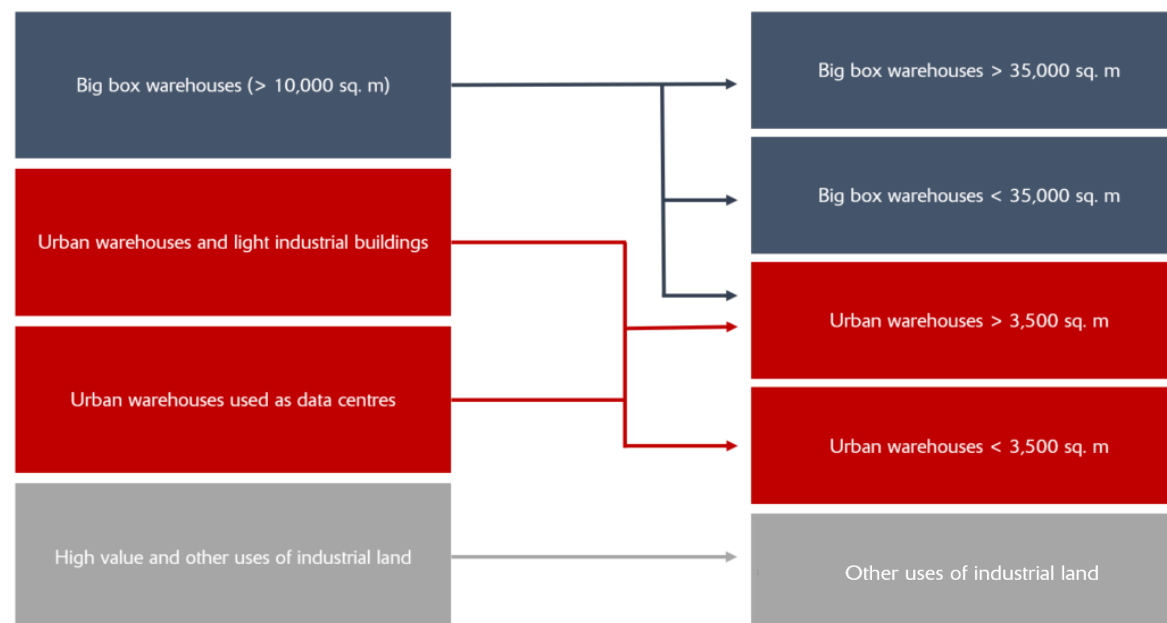 Big box warehouses (> 10,000 sq. m)
Urban warehouses and light industrial buildings
Urban warehouses used as data centres
High value and other uses of industrial land
Big box warehouses > 35,000 sq. m
Big box warehouses < 35,000 sq. m
Urban warehouses > 3,500 sq. m
Urban warehouses < 3,500 sq. m
Other uses of industrial land